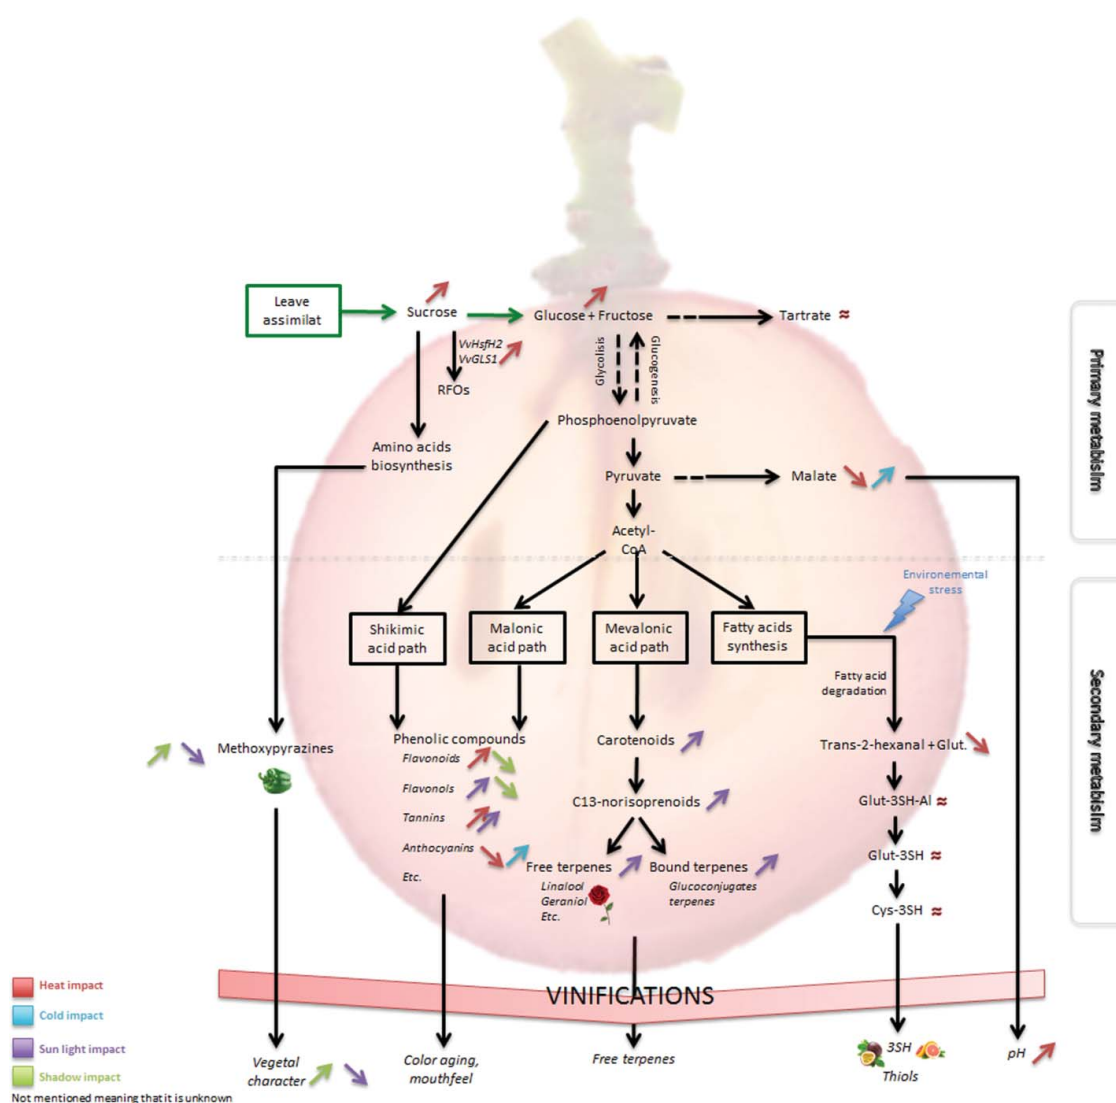 Leave
assimilat
Sucrose
Glucose + Fructose
Tartrate ≈
VvHsfH2
VvGLS1
RFOs
Glycolisis
Glucogenesis
Phosphoenolpyruvate
Amino acids
biosynthesis
Pyruvate
Malate
Acetyl-
CoA
Primary metabisim
Environemental
stress
Shikimic
acid path
Malonic
acid path
Mevalonic
acid path
Fatty acids
synthesis
Fatty acid
degradation
Secondary metabisim
Methoxypyrazines
Phenolic compounds
Flavonoids
Flavonols
Tannins
Anthocyanins
Etc.
Carotenoids
C13-norisoprenoids
Free terpenes
Linalool
Geraniol
Etc.
Bound terpenes
Glucoconjugates
terpenes
Trans-2-hexanal + Glut.
Glut-3SH-Al ≈
Glut-3SH ≈
Cys-3SH ≈
VINIFICATIONS
Heat impact
Cold impact
Sun light impact
Shadow impact
Not mentioned meaning that it is unknown
Vegetal
character
Color aging,
mouthfeel
Free terpenes
3SH
Thiols
pH